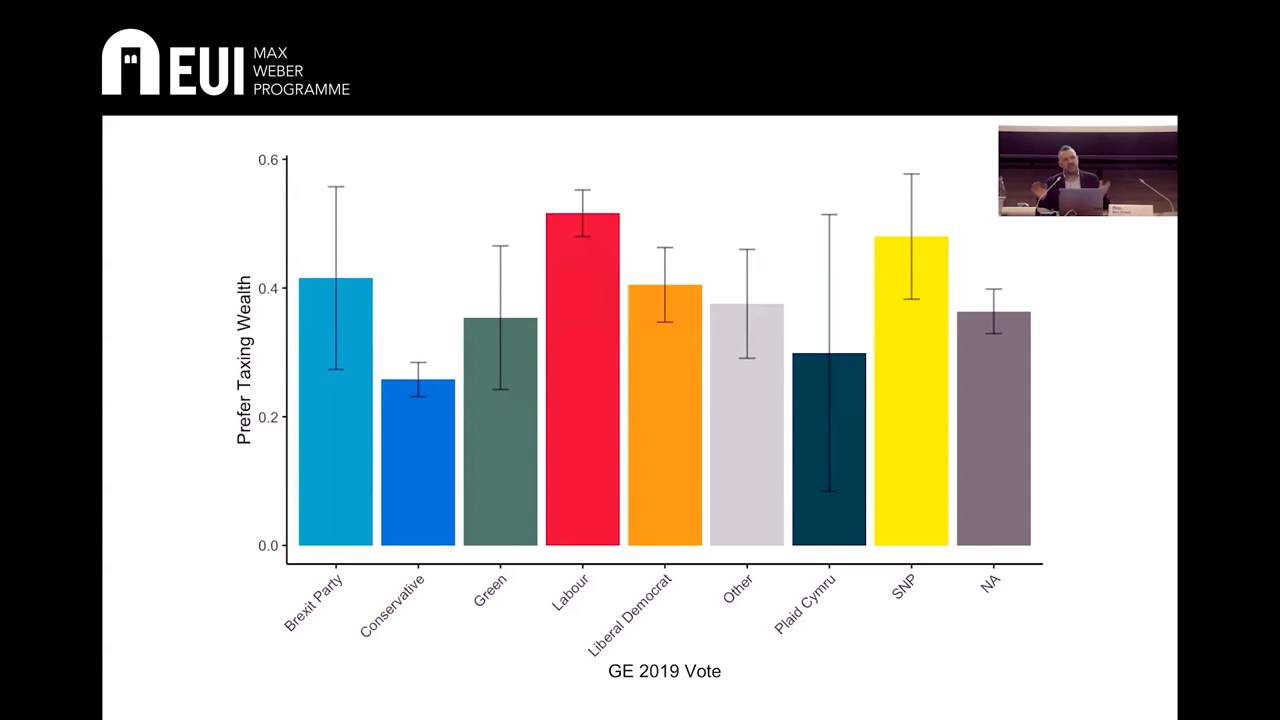 EUI
MAX
WEBER
PROGRAMME
0.6
0.4
0.2
0.0
Prefer Taxing Wealth
Brexit Party
Conservative
Green
Labour
Liberal Democrat
Other
Plaid Cymru
SNP
NA
GE 2019 Vote